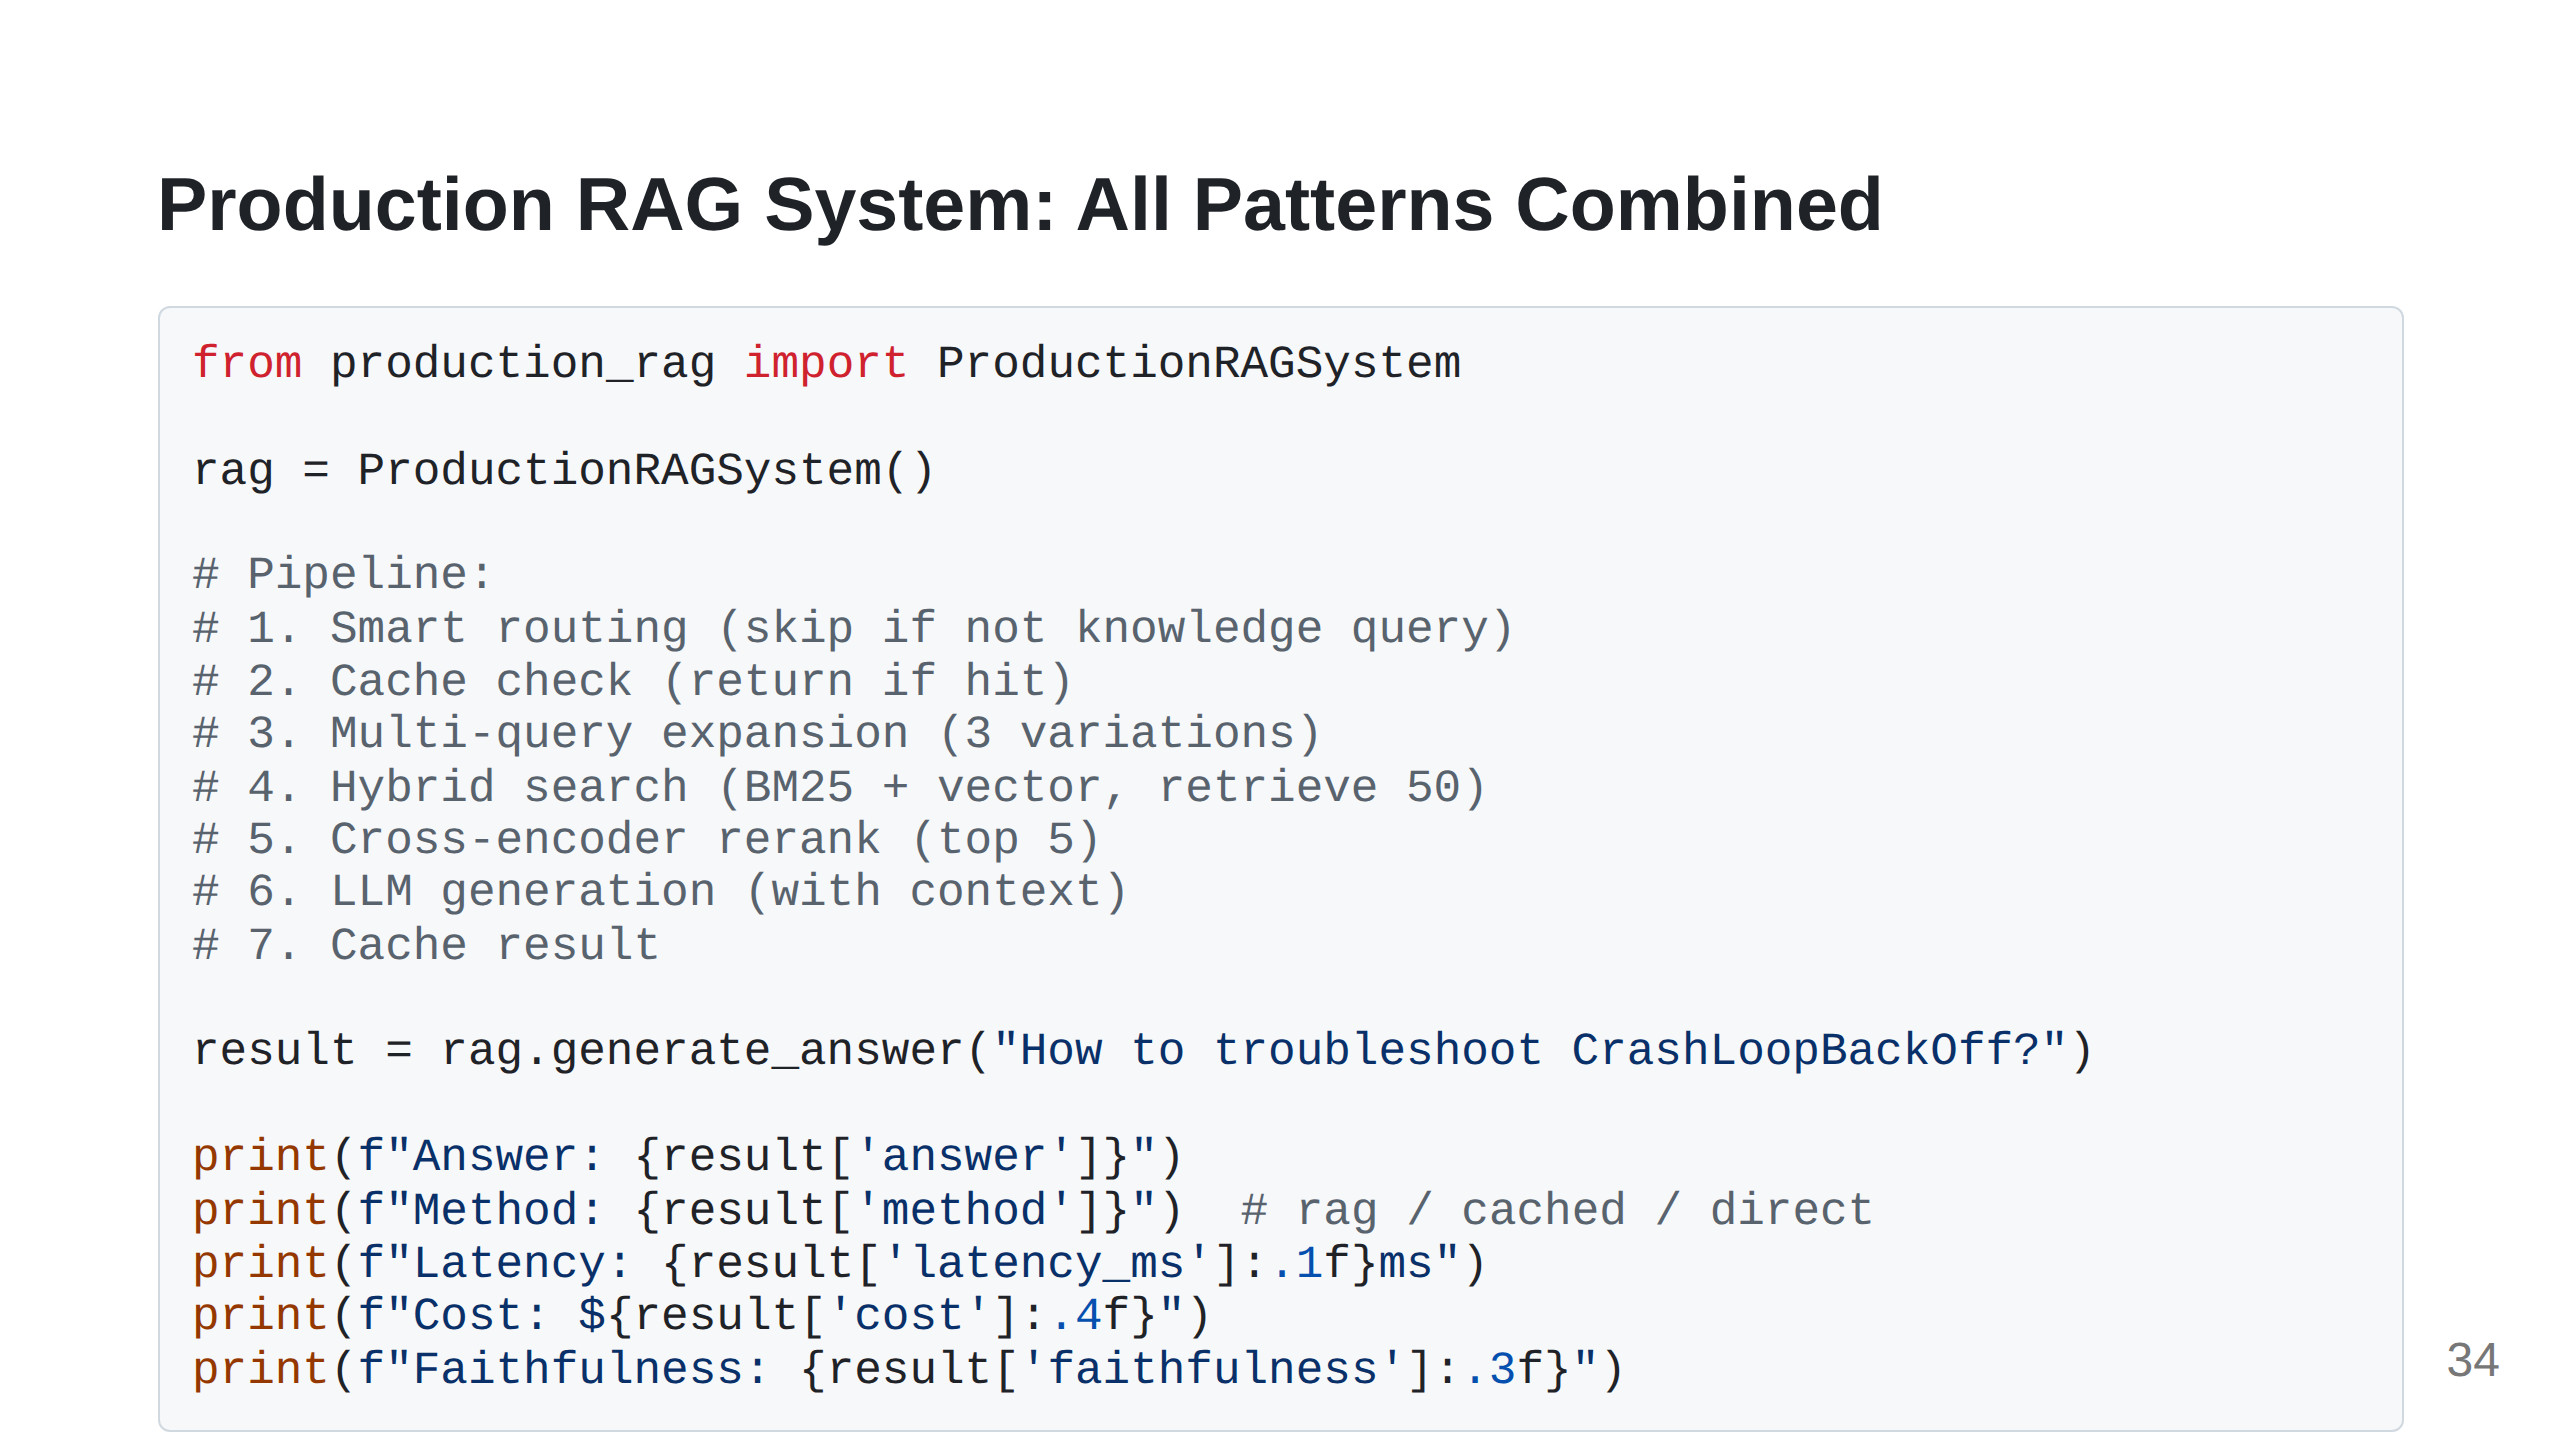 Production RAG System: All Patterns Combined
from production_rag import ProductionRAGSystem
rag = ProductionRAGSystem()
# Pipeline:
# 1. Smart routing (skip if not knowledge query)
# 2. Cache check (return if hit)
# 3. Multi-query expansion (3 variations)
# 4. Hybrid search (BM25 + vector, retrieve 50)
# 5. Cross-encoder rerank (top 5)
# 6. LLM generation (with context)
# 7. Cache result
result = rag.generate_answer("How to troubleshoot CrashLoopBackOff?")
print(f"Answer: {result['answer']}")
print(f"Method: {result['method']}")  # rag / cached / direct
print(f"Latency: {result['latency_ms']:.1f}ms")
print(f"Cost: ${result['cost']:.4f}")
print(f"Faithfulness: {result['faithfulness']:.3f}")
34